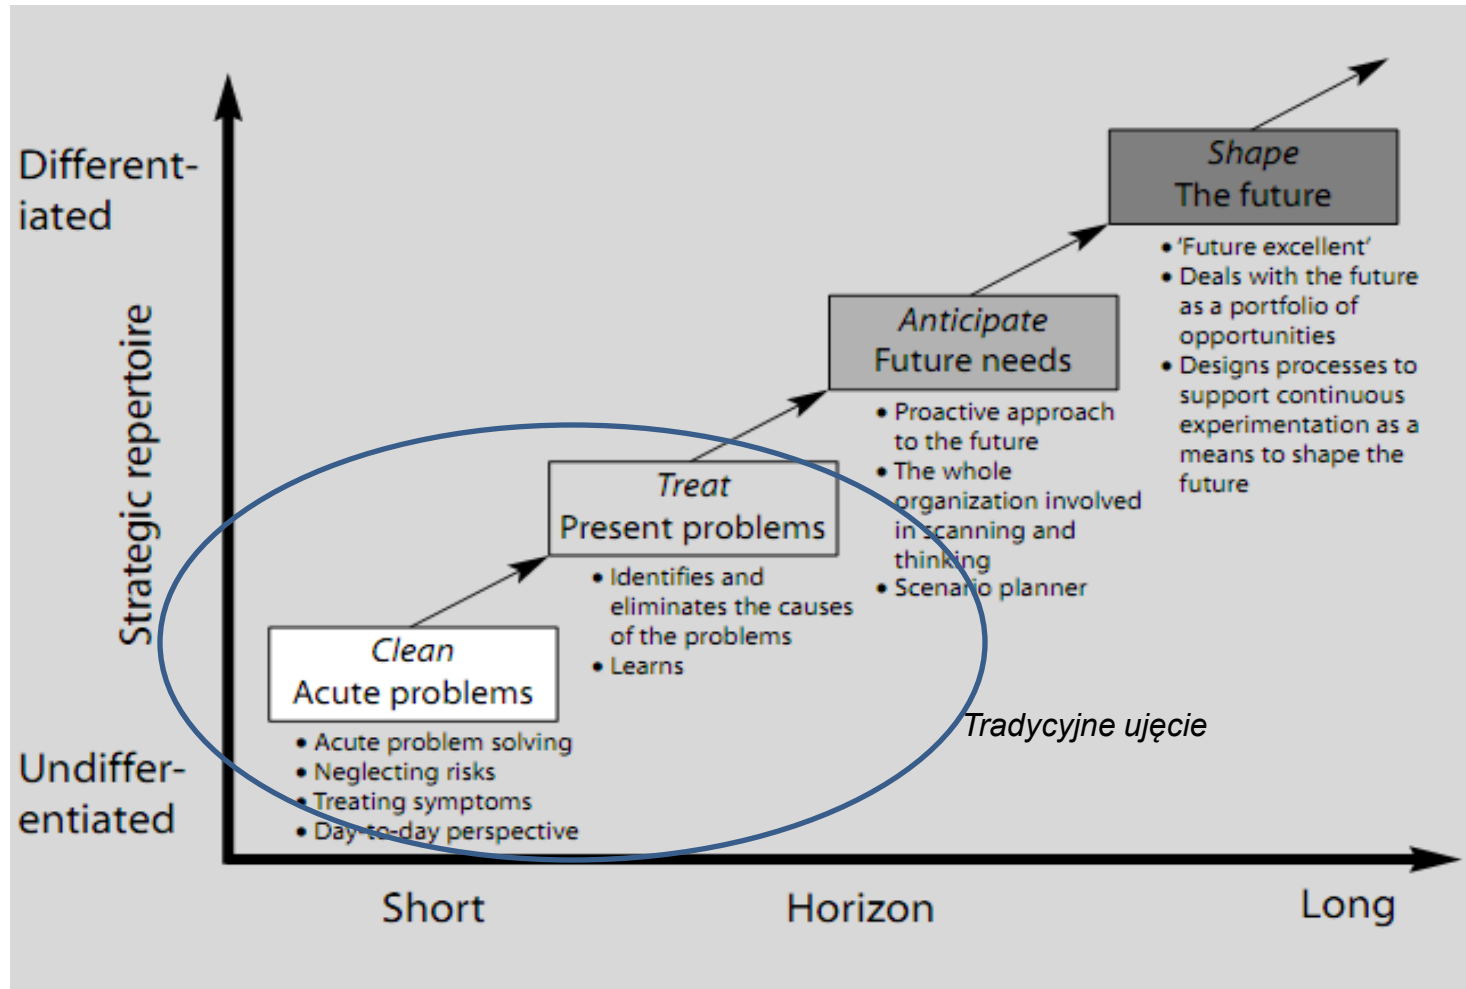 Different-
iated
Strategic repertoire
Undiffer-
entiated
Shape
The future
• 'Future excellent'
• Deals with the future
as a portfolio of
opportunities
• Designs processes to
support continuous
experimentation as a
means to shape the
future
Anticipate
Future needs
• Proactive approach
to the future
• The whole
organization involved
in scanning and
thinking
• Scenario planner
Treat
Present problems
• Identifies and
eliminates the causes
of the problems
• Learns
Clean
Acute problems
• Acute problem solving
• Neglecting risks
• Treating symptoms
• Day-to-day perspective
Tradycyjne ujęcie
Short
Horizon
Long